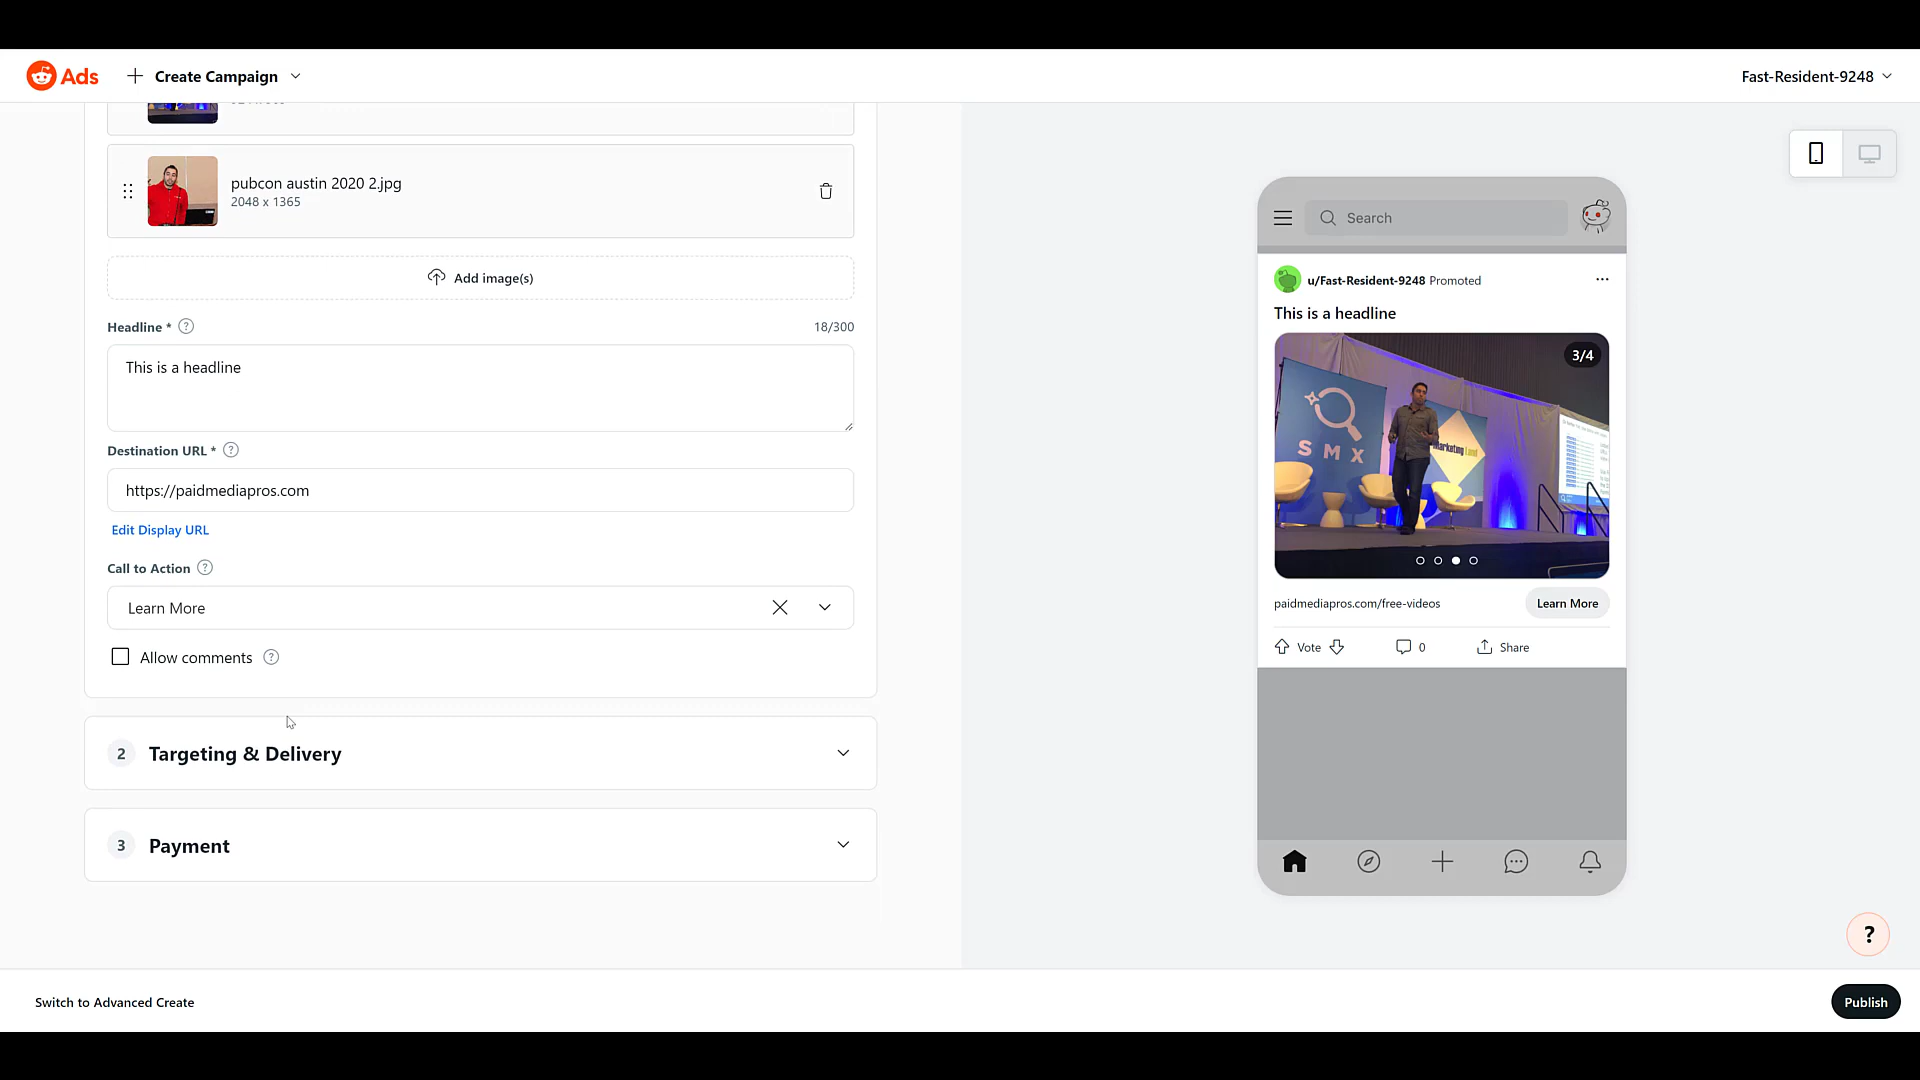 Ads
Create Campaign
Fast-Resident-9248
pubcon austin 2020 2.jpg
2048 x 1365
Add image(s)
Headline * ?
18/300
This is a headline
Destination URL * ?
https://paidmediapros.com
Edit Display URL
Call to Action ?
Learn More
Allow comments ?
2 Targeting & Delivery
3 Payment
Switch to Advanced Create
Search
u/Fast-Resident-9248 Promoted
This is a headline
3/4
SMX
Marketing Land
paidmediapros.com/free-videos
Learn More
Vote
0
Share
?
Publish